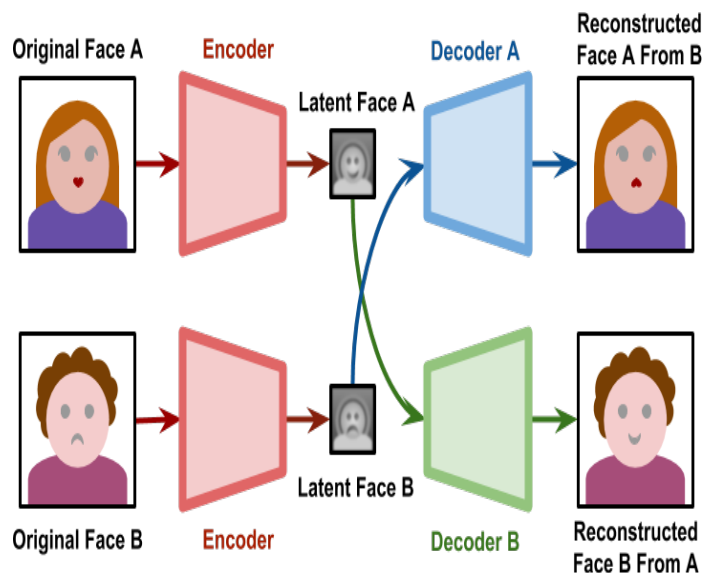 Original Face A
Encoder
Latent Face A
Decoder A
Reconstructed
Face A From B
Original Face B
Encoder
Latent Face B
Decoder B
Reconstructed
Face B From A